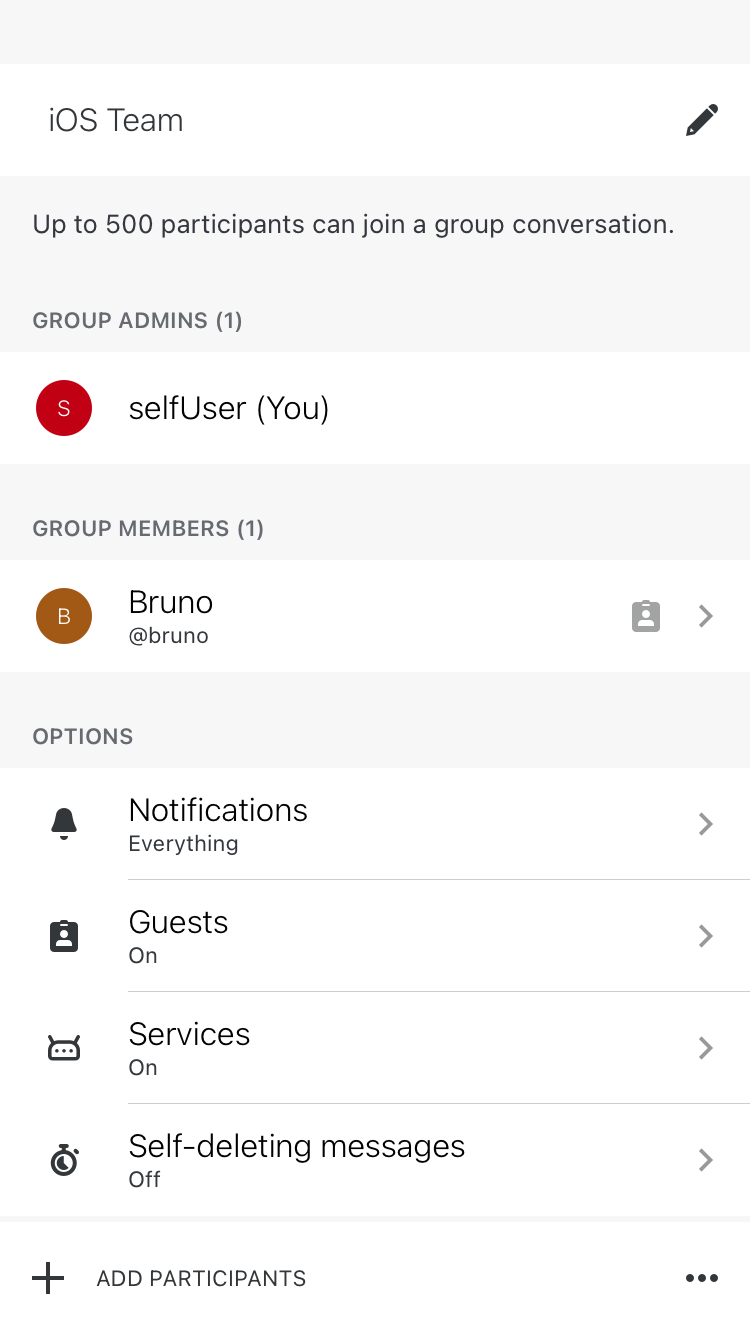 iOS Team
Up to 500 participants can join a group conversation.
GROUP ADMINS (1)
S
selfUser (You)
GROUP MEMBERS (1)
B
Bruno
@bruno
OPTIONS
Notifications
Everything
Guests
On
Services
On
Self-deleting messages
Off
ADD PARTICIPANTS